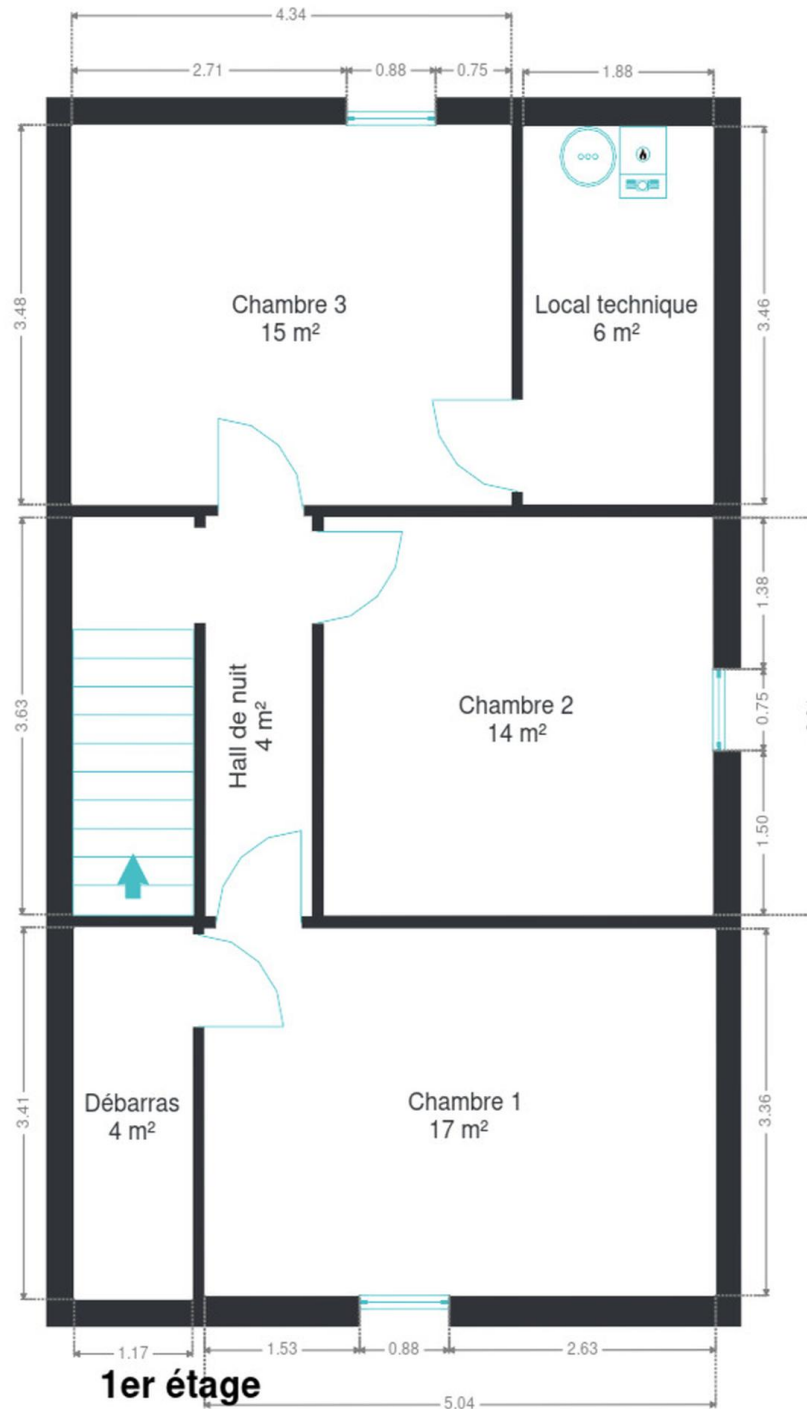 4.34
2.71
0.88
0.75
1.88
3.48
3.46
Chambre 3
15 m²
Local technique
6 m²
3.63
1.38
0.75
1.50
Hall de nuit
4 m²
Chambre 2
14 m²
3.41
3.36
Débarras
4 m²
Chambre 1
17 m²
1.17
1.53
0.88
2.63
1er étage
5.04